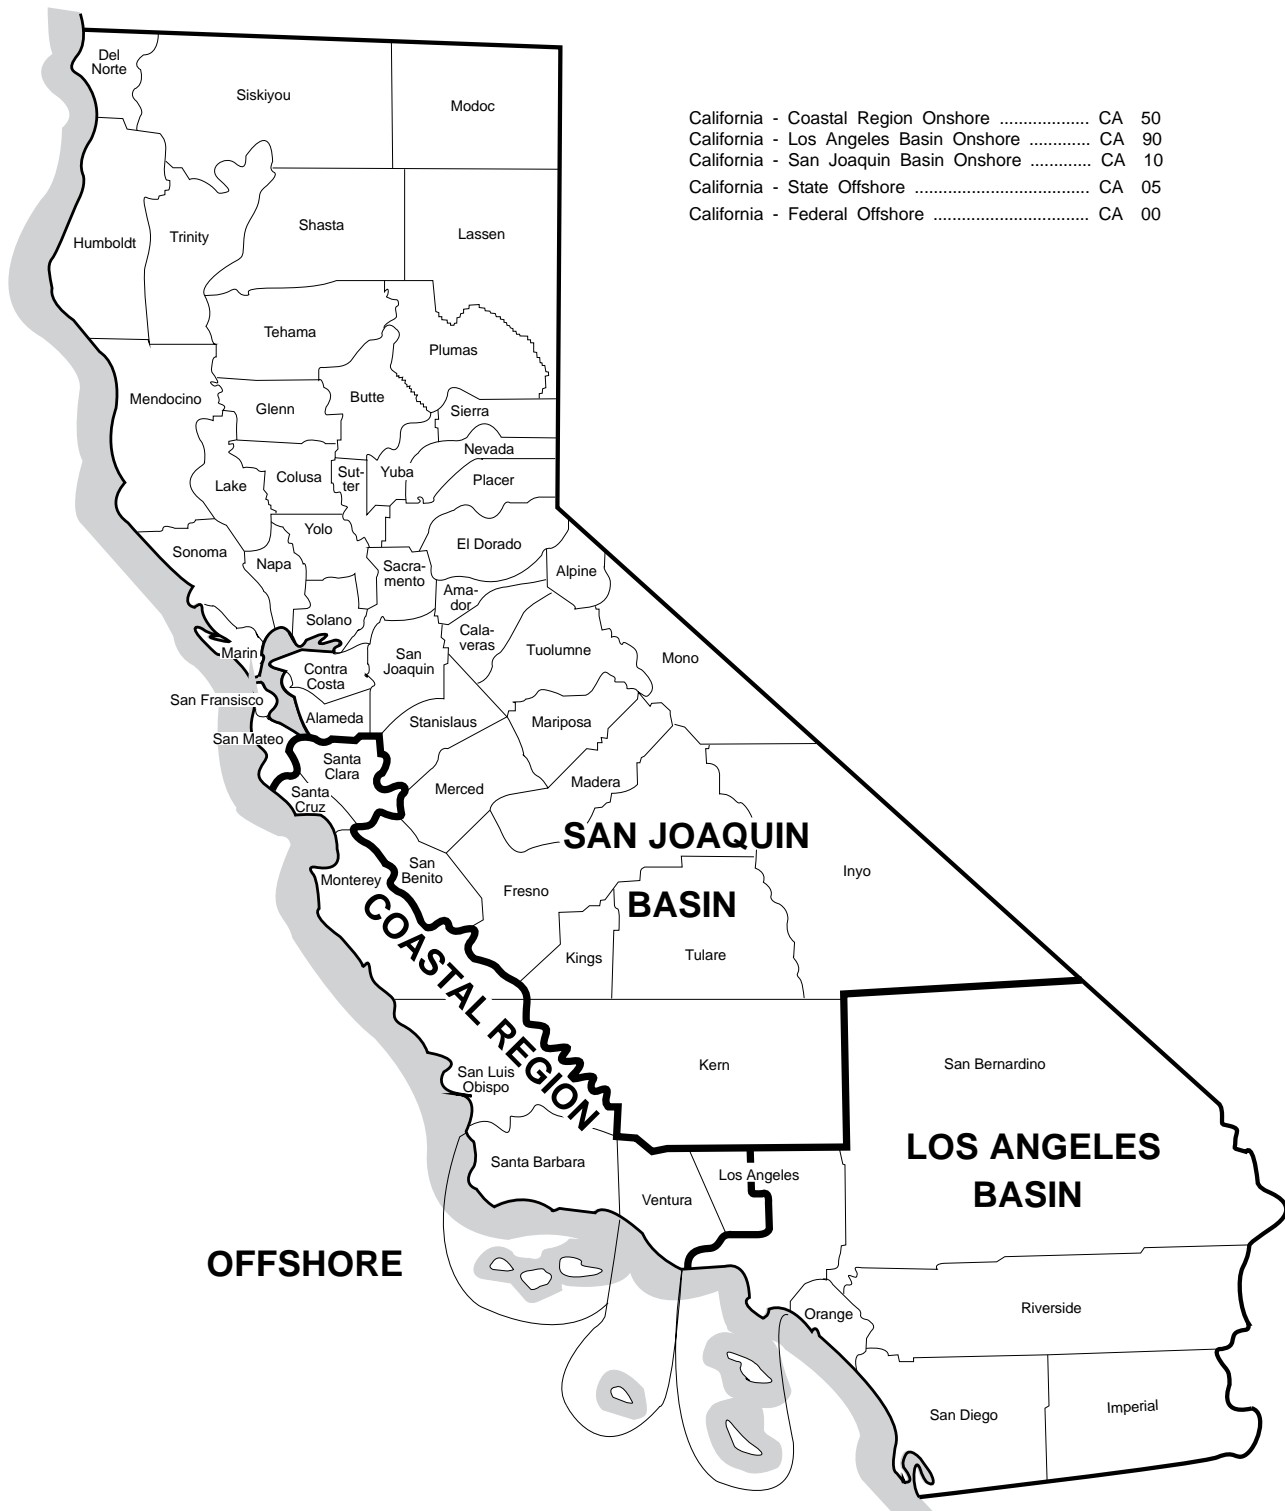 Del
Norte
Siskiyou
Modoc
California - Coastal Region Onshore ................... CA 50
California - Los Angeles Basin Onshore ............. CA 90
California - San Joaquin Basin Onshore ............. CA 10
California - State Offshore ..................................... CA 05
California - Federal Offshore ................................. CA 00
Humboldt
Trinity
Shasta
Lassen
Tehama
Plumas
Mendocino
Glenn
Butte
Sierra
Lake
Colusa
Sut-
ter
Yuba
Nevada
Placer
Sonoma
Napa
Yolo
Sacra-
mento
El Dorado
Alpine
Solano
Ama-
dor
Cala-
veras
Tuolumne
Mono
Marin
Contra
Costa
San
Joaquin
San Fransisco
Alameda
Stanislaus
Mariposa
San Mateo
Santa
Clara
Santa
Cruz
Merced
Madera
SAN JOAQUIN
BASIN
Monterey
San
Benito
Fresno
Inyo
Kings
Tulare
COASTAL REGION
San Luis
Obispo
Kern
San Bernardino
LOS ANGELES
BASIN
Santa Barbara
Ventura
Los Angeles
OFFSHORE
Orange
Riverside
San Diego
Imperial